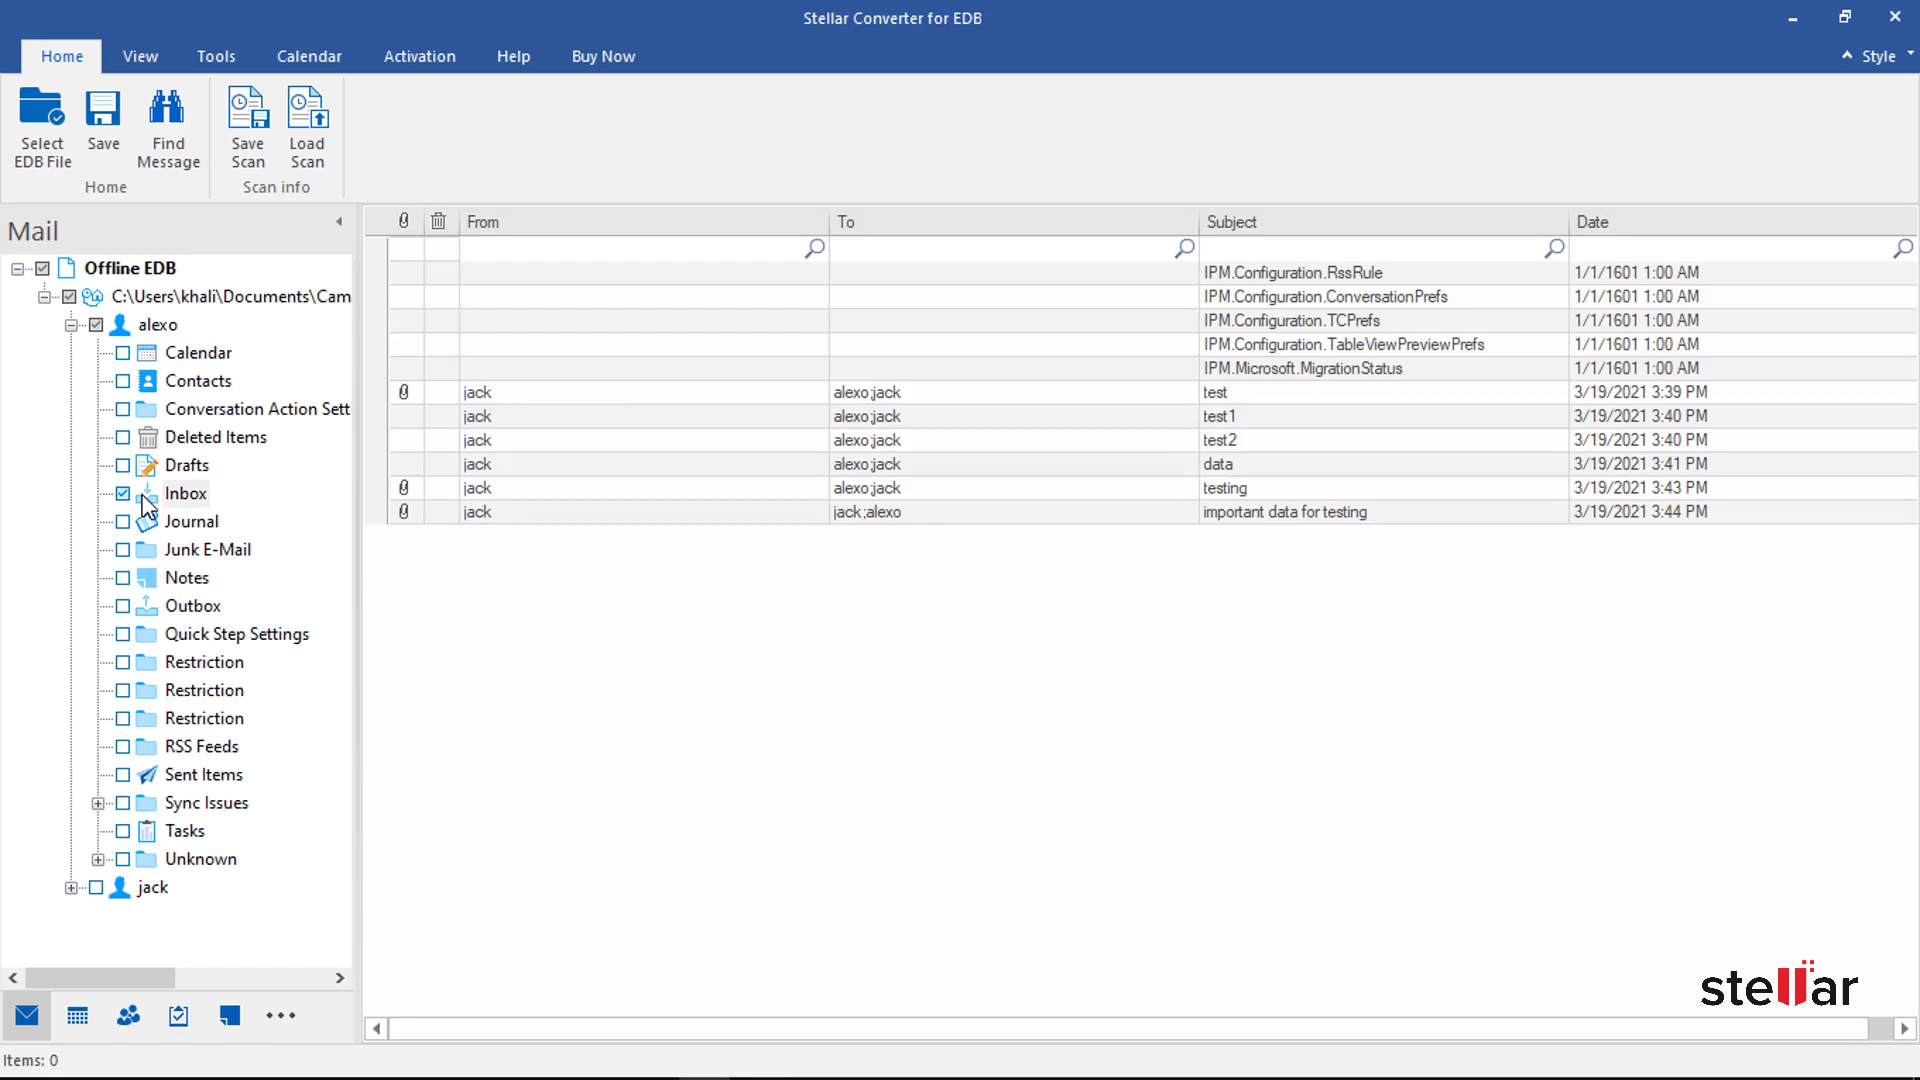 Stellar Converter for EDB
Home View Tools Calendar Activation Help Buy Now Style
Select EDB File
Save
Find Message
Home
Save Scan
Load Scan
Scan info
Mail
Offline EDB
C:\Users\khali\Documents\Cam
alexo
Calendar
Contacts
Conversation Action Sett
Deleted Items
Drafts
Inbox
Journal
Junk E-Mail
Notes
Outbox
Quick Step Settings
Restriction
Restriction
Restriction
RSS Feeds
Sent Items
Sync Issues
Tasks
Unknown
jack
From To Subject Date
IPM.Configuration.RssRule 1/1/1601 1:00 AM
IPM.Configuration.ConversationPrefs 1/1/1601 1:00 AM
IPM.Configuration.TCPrefs 1/1/1601 1:00 AM
IPM.Configuration.TableViewPreviewPrefs 1/1/1601 1:00 AM
IPM.Microsoft.MigrationStatus 1/1/1601 1:00 AM
jack alexo;jack test 3/19/2021 3:39 PM
jack alexo;jack test1 3/19/2021 3:40 PM
jack alexo;jack test2 3/19/2021 3:40 PM
jack alexo;jack data 3/19/2021 3:41 PM
jack alexo;jack testing 3/19/2021 3:43 PM
jack jack;alexo important data for testing 3/19/2021 3:44 PM
stellar
Items: 0